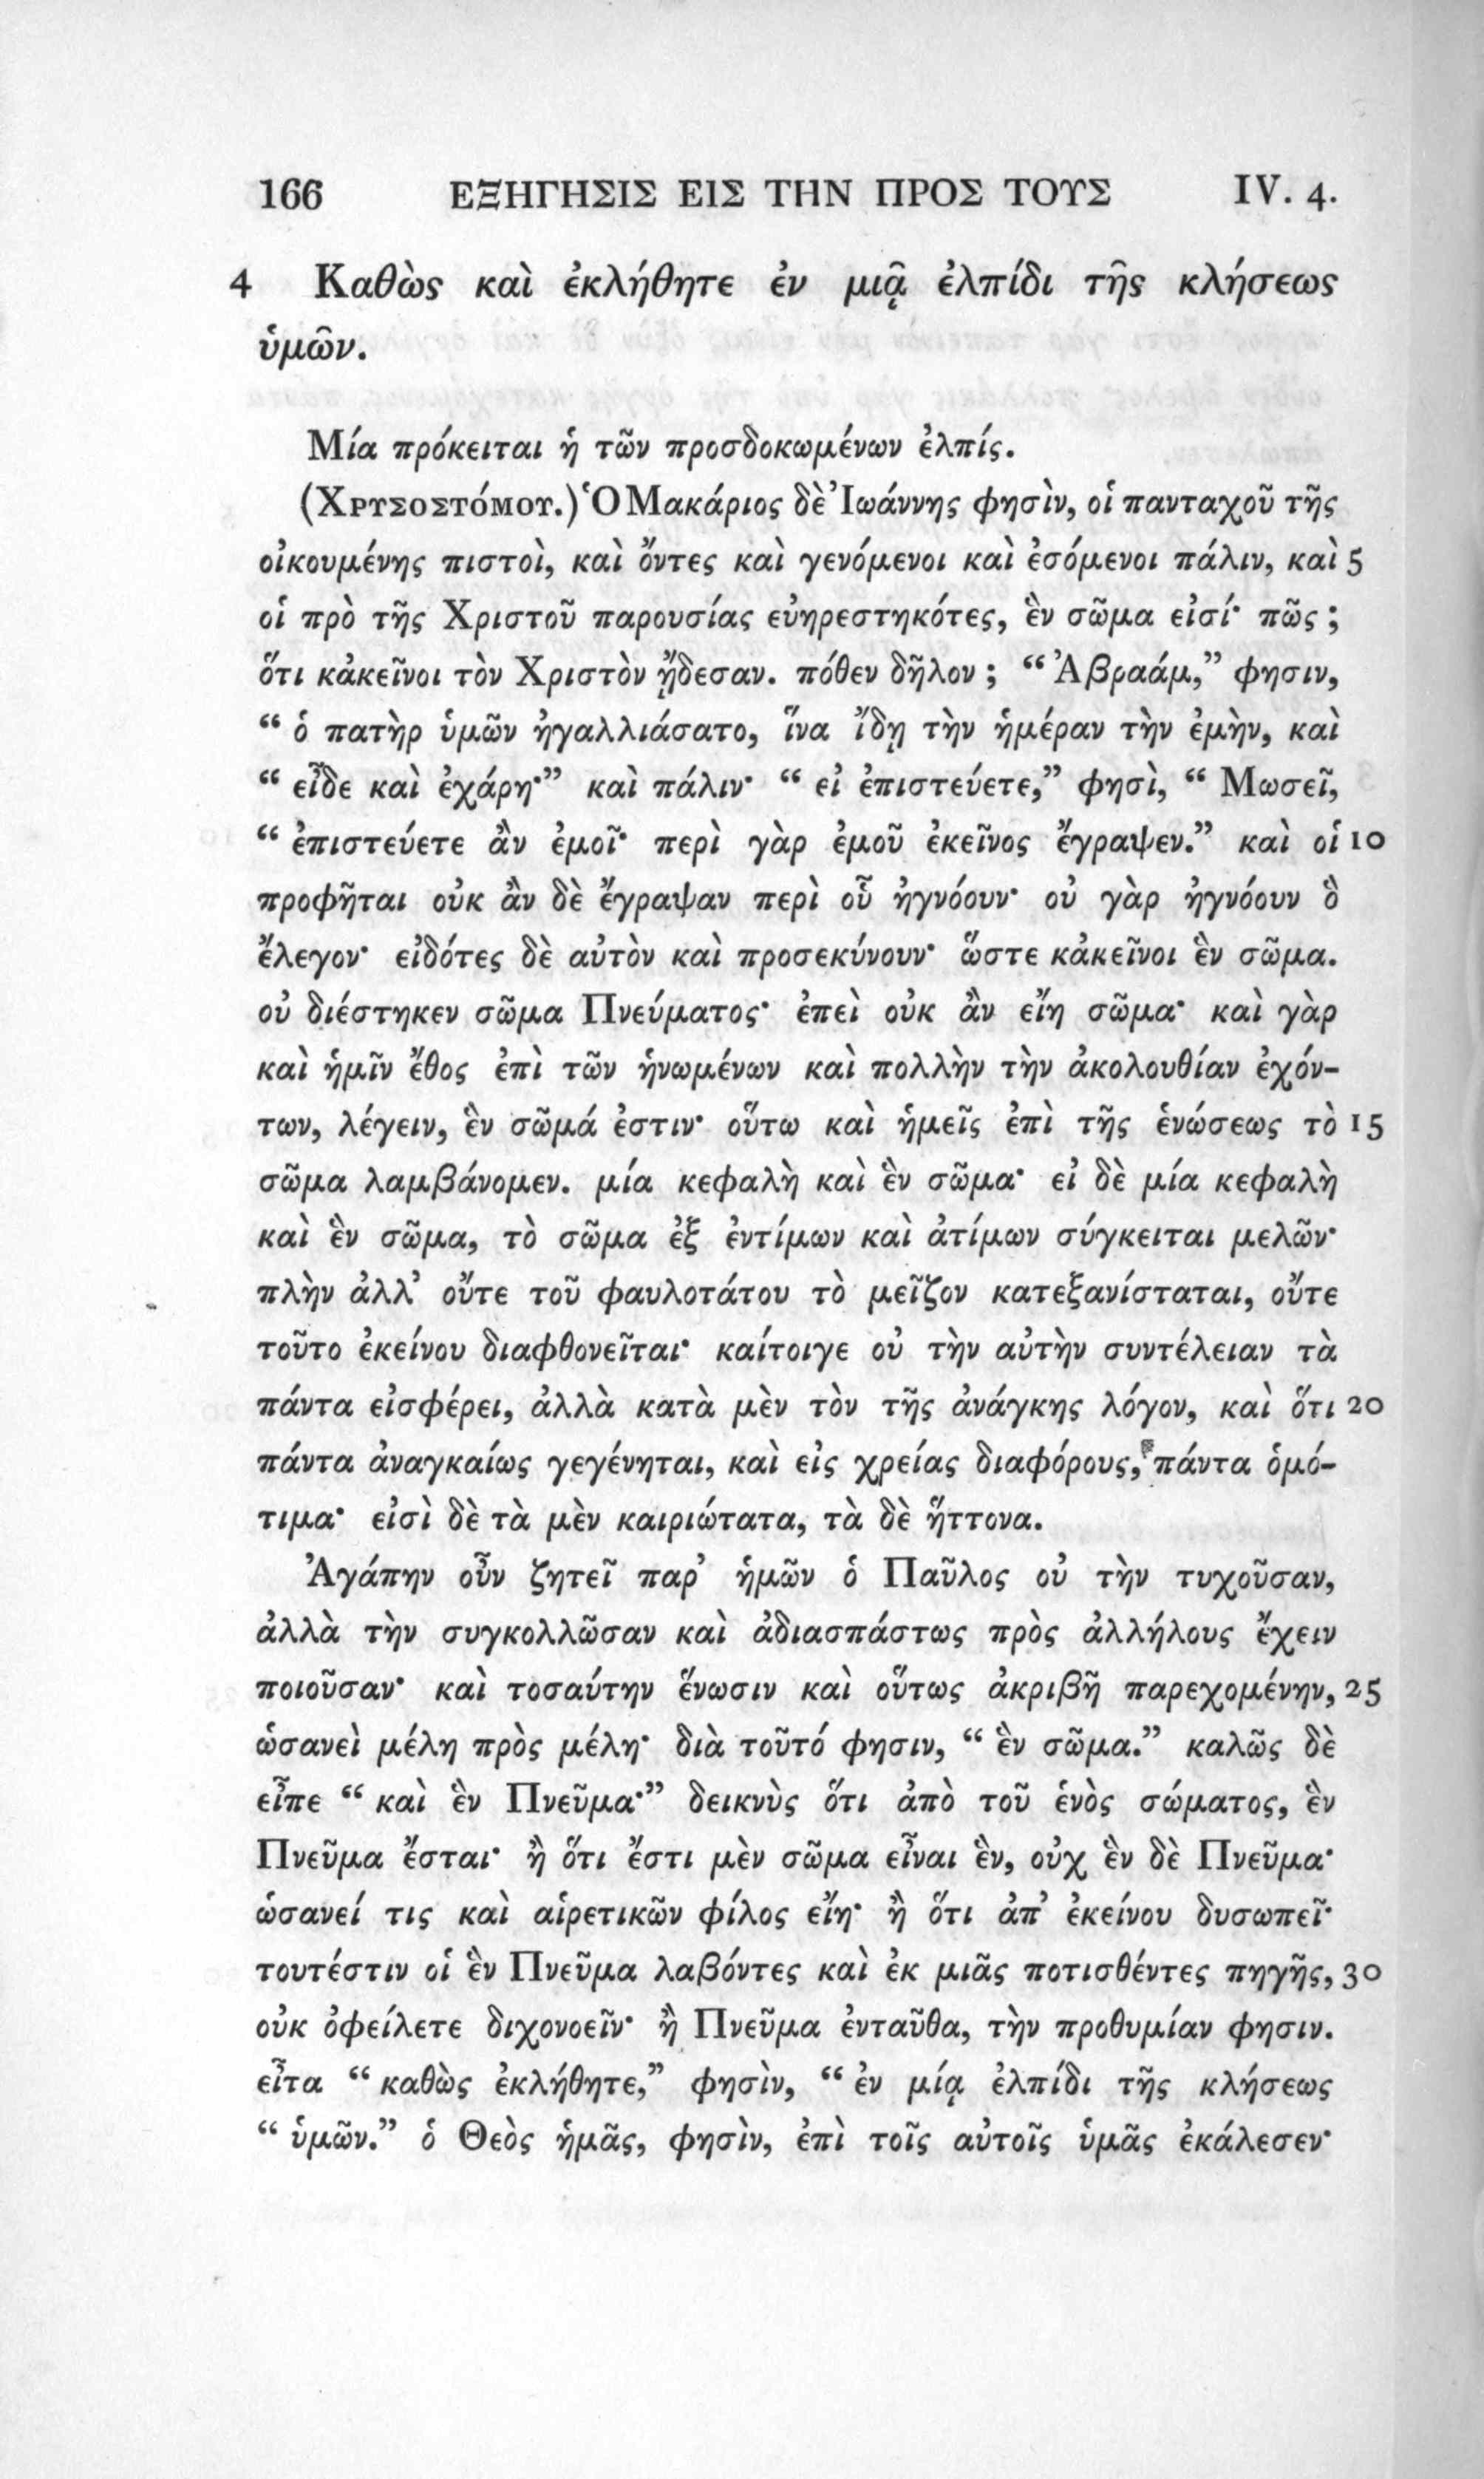 166 ΕΞΗΓΗΣΙΣ ΕΙΣ ΤΗΝ ΠΡΟΣ ΤΟΥΣ IV. 4.
4 Καθὼς καὶ ἐκλήθητε ἐν μιᾷ ἐλπίδι τῆς κλήσεως
ὑμῶν.
Μία πρόκειται ἡ τῶν προσδοκωμένων ἐλπίς.
(Χρυσοστόμου.) Ὁ Μακάριος δὲ Ἰωάννης φησὶν, οἱ πανταχοῦ τῆς
οἰκουμένης πιστοὶ, καὶ ὄντες καὶ γενόμενοι καὶ ἐσόμενοι πάλιν, καὶ 5
οἱ πρὸ τῆς Χριστοῦ παρουσίας εὐηρεστηκότες, ἓν σῶμα εἰσί· πῶς ;
ὅτι κἀκεῖνοι τὸν Χριστὸν ᾔδεσαν. πόθεν δῆλον ; “ Ἀβραάμ,” φησιν,
“ ὁ πατὴρ ὑμῶν ἠγαλλιάσατο, ἵνα ἴδῃ τὴν ἡμέραν τὴν ἐμὴν, καὶ
“ εἶδε καὶ ἐχάρη·” καὶ πάλιν· “ εἰ ἐπιστεύετε,” φησὶ, “ Μωσεῖ,
“ ἐπιστεύετε ἂν ἐμοῖ· περὶ γὰρ ἐμοῦ ἐκεῖνος ἔγραψεν.” καὶ οἱ 10
προφῆται οὐκ ἂν δὲ ἔγραψαν περὶ οὗ ἠγνόουν· οὐ γὰρ ἠγνόουν ὃ
ἔλεγον· εἰδότες δὲ αὐτὸν καὶ προσεκύνουν· ὥστε κἀκεῖνοι ἓν σῶμα.
οὐ διέστηκεν σῶμα Πνεύματος· ἐπεὶ οὐκ ἂν εἴη σῶμα· καὶ γὰρ
καὶ ἡμῖν ἔθος ἐπὶ τῶν ἡνωμένων καὶ πολλὴν τὴν ἀκολουθίαν ἐχόν-
των, λέγειν, ἓν σῶμά ἐστιν· οὕτω καὶ ἡμεῖς ἐπὶ τῆς ἑνώσεως τὸ 15
σῶμα λαμβάνομεν. μία κεφαλὴ καὶ ἓν σῶμα· εἰ δὲ μία κεφαλὴ
καὶ ἓν σῶμα, τὸ σῶμα ἐξ ἐντίμων καὶ ἀτίμων σύγκειται μελῶν·
πλὴν ἀλλ’ οὔτε τοῦ φαυλοτάτου τὸ μεῖζον κατεξανίσταται, οὔτε
τοῦτο ἐκείνου διαφθονεῖται· καίτοιγε οὐ τὴν αὐτὴν συντέλειαν τὰ
πάντα εἰσφέρει, ἀλλὰ κατὰ μὲν τὸν τῆς ἀνάγκης λόγον, καὶ ὅτι 20
πάντα ἀναγκαίως γεγένηται, καὶ εἰς χρείας διαφόρους, πάντα ὁμό-
τιμα· εἰσὶ δὲ τὰ μὲν καιριώτατα, τὰ δὲ ἥττονα.
Ἀγάπην οὖν ζητεῖ παρ’ ἡμῶν ὁ Παῦλος οὐ τὴν τυχοῦσαν,
ἀλλὰ τὴν συγκολλῶσαν καὶ ἀδιασπάστως πρὸς ἀλλήλους ἔχειν
ποιοῦσαν· καὶ τοσαύτην ἕνωσιν καὶ οὕτως ἀκριβῆ παρεχομένην, 25
ὡσανεὶ μέλη πρὸς μέλη· διὰ τοῦτό φησιν, “ ἓν σῶμα.” καλῶς δὲ
εἶπε “ καὶ ἓν Πνεῦμα·” δεικνὺς ὅτι ἀπὸ τοῦ ἑνὸς σώματος, ἓν
Πνεῦμα ἔσται· ἢ ὅτι ἔστι μὲν σῶμα εἶναι ἓν, οὐχ ἓν δὲ Πνεῦμα·
ὡσανεί τις καὶ αἱρετικῶν φίλος εἴη· ἢ ὅτι ἀπ’ ἐκείνου δυσωπεῖ·
τουτέστιν οἱ ἓν Πνεῦμα λαβόντες καὶ ἐκ μιᾶς ποτισθέντες πηγῆς, 30
οὐκ ὀφείλετε διχονοεῖν· ἢ Πνεῦμα ἐνταῦθα, τὴν προθυμίαν φησιν.
εἶτα “ καθὼς ἐκλήθητε,” φησὶν, “ ἐν μίᾳ ἐλπίδι τῆς κλήσεως
“ ὑμῶν.” ὁ Θεὸς ἡμᾶς, φησὶν, ἐπὶ τοῖς αὐτοῖς ὑμᾶς ἐκάλεσεν·